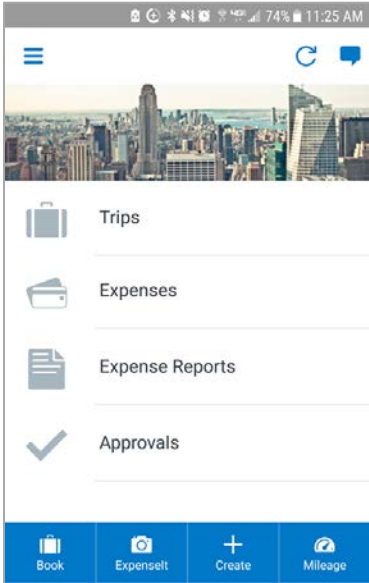 74% 11:25 AM
Trips
Expenses
Expense Reports
Approvals
Book
ExpenseIt
Create
Mileage